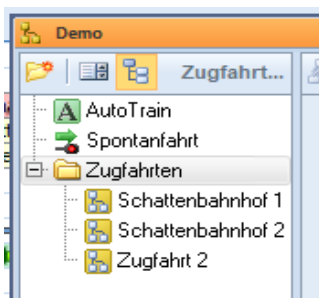 Demo
Zugfahrt...
AutoTrain
Spontanfahrt
Zugfahrten
Schattenbahnhof 1
Schattenbahnhof 2
Zugfahrt 2